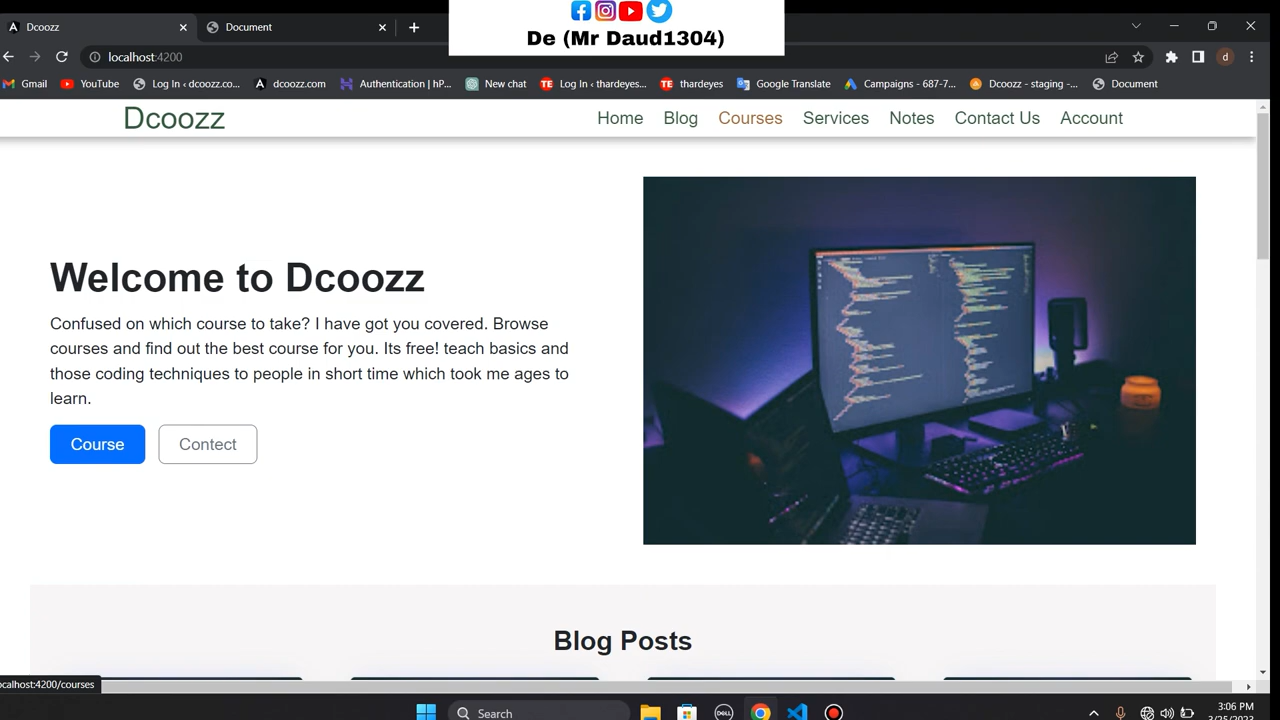 De (Mr Daud1304)
Dcoozz
Document
localhost:4200
d
Gmail
YouTube
Log In ‹ dcoozz.co...
dcoozz.com
Authentication | hP...
New chat
Log In ‹ thardeyes...
thardeyes
Google Translate
Campaigns - 687-7...
Dcoozz - staging -...
Document
Dcoozz
Home
Blog
Courses
Services
Notes
Contact Us
Account
Welcome to Dcoozz
Confused on which course to take? I have got you covered. Browse
courses and find out the best course for you. Its free! teach basics and
those coding techniques to people in short time which took me ages to
learn.
Course
Contect
Blog Posts
ocalhost:4200/courses
Search
3:06 PM
2/25/2023